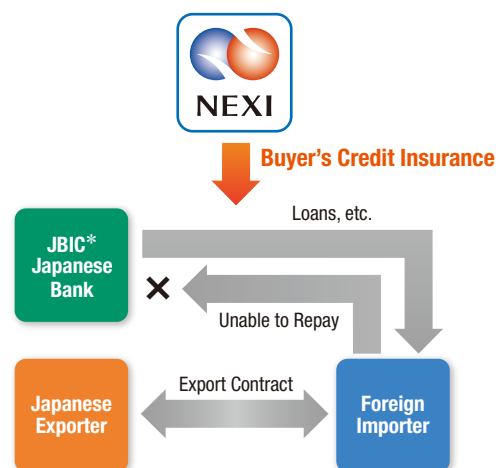 NEXI
Buyer's Credit Insurance
Loans, etc.
JBIC*
Japanese
Bank
Unable to Repay
Export Contract
Japanese
Exporter
Foreign
Importer